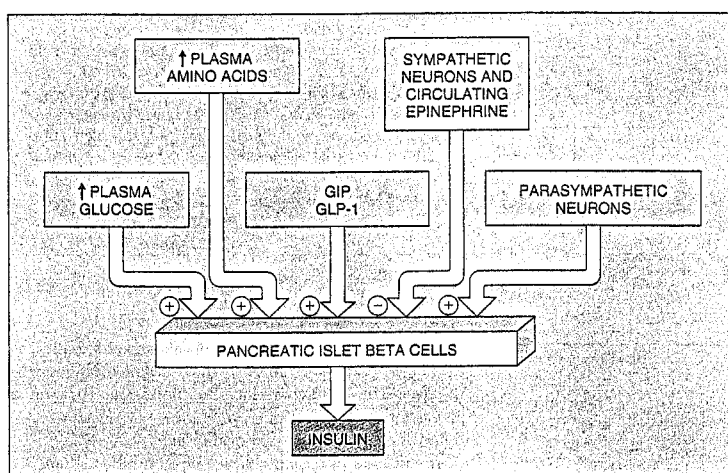 ↑ PLASMA
AMINO ACIDS
SYMPATHETIC
NEURONS AND
CIRCULATING
EPINEPHRINE
↑ PLASMA
GLUCOSE
GIP
GLP-1
PARASYMPATHETIC
NEURONS
+ + + − +
PANCREATIC ISLET BETA CELLS
INSULIN